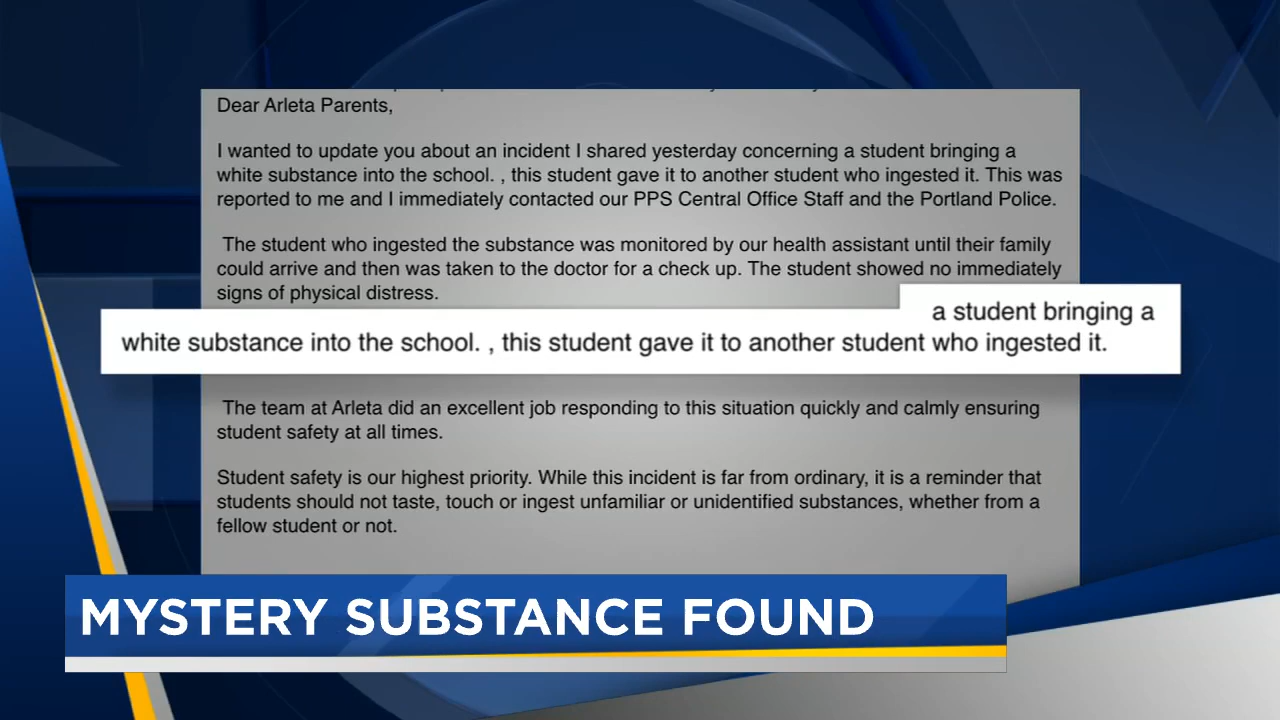 Dear Arleta Parents,
I wanted to update you about an incident I shared yesterday concerning a student bringing a
white substance into the school. , this student gave it to another student who ingested it. This was
reported to me and I immediately contacted our PPS Central Office Staff and the Portland Police.
The student who ingested the substance was monitored by our health assistant until their family
could arrive and then was taken to the doctor for a check up. The student showed no immediately
signs of physical distress.
a student bringing a
white substance into the school. , this student gave it to another student who ingested it.
The team at Arleta did an excellent job responding to this situation quickly and calmly ensuring
student safety at all times.
Student safety is our highest priority. While this incident is far from ordinary, it is a reminder that
students should not taste, touch or ingest unfamiliar or unidentified substances, whether from a
fellow student or not.
MYSTERY SUBSTANCE FOUND